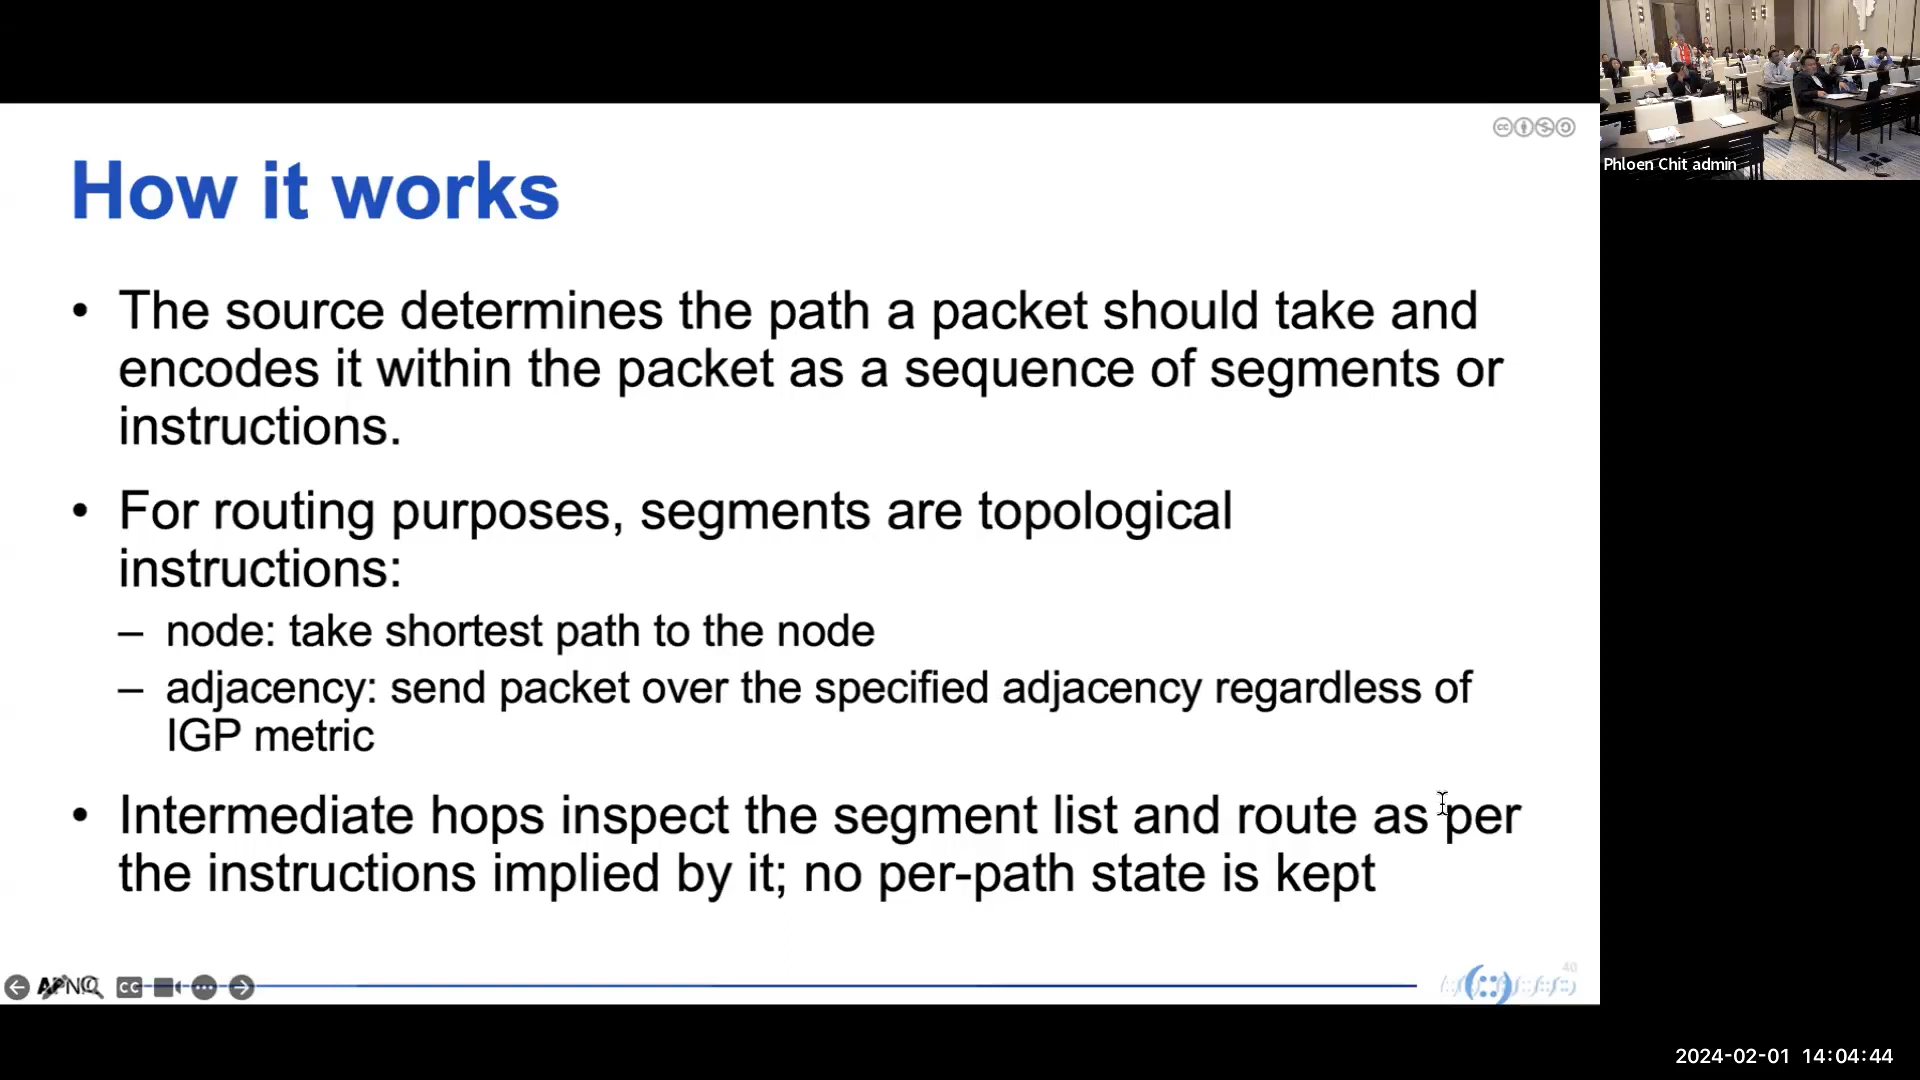 Phloen Chit admin
How it works
• The source determines the path a packet should take and
encodes it within the packet as a sequence of segments or
instructions.
• For routing purposes, segments are topological
instructions:
– node: take shortest path to the node
– adjacency: send packet over the specified adjacency regardless of
IGP metric
• Intermediate hops inspect the segment list and route as per
the instructions implied by it; no per-path state is kept
APNIC
CC
40
2024-02-01 14:04:44